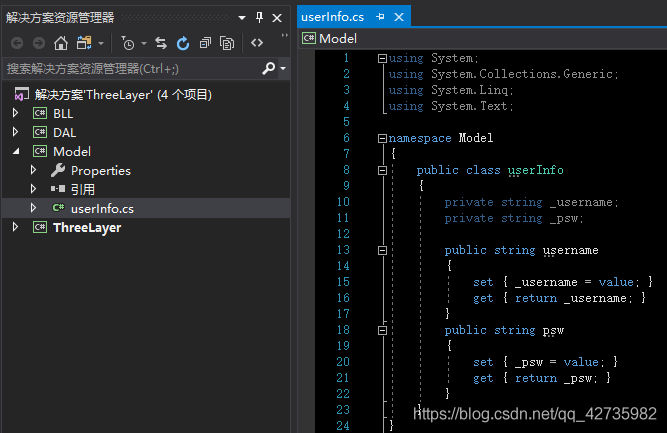 解决方案资源管理器
搜索解决方案资源管理器(Ctrl+;)
解决方案'ThreeLayer' (4 个项目)
BLL
DAL
Model
Properties
引用
C# userInfo.cs
ThreeLayer
userInfo.cs
Model
1 using System;
2 using System.Collections.Generic;
3 using System.Linq;
4 using System.Text;
5
6 namespace Model
7 {
8 public class userInfo
9 {
10 private string _username;
11 private string _psw;
12
13 public string username
14 {
15 set { _username = value; }
16 get { return _username; }
17 }
18 public string psw
19 {
20 set { _psw = value; }
21 get { return _psw; }
22 }
23 }
24 }
https://blog.csdn.net/qq_42735982